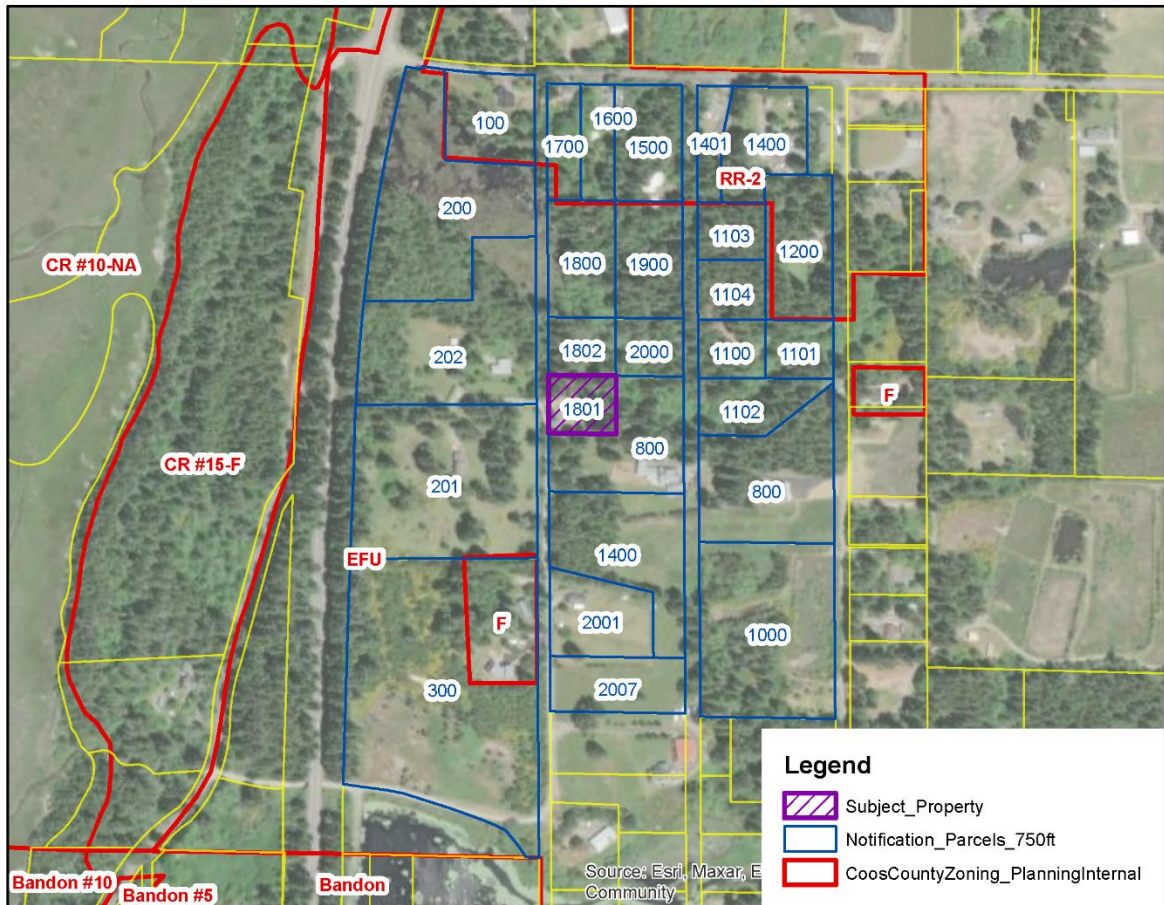 100
1600
1700
1500
1401
1400
RR-2
200
1103
1200
CR #10-NA
1800
1900
1104
202
1802
2000
1100
1101
F
1801
1102
800
CR #15-F
201
800
1400
EFU
F
2001
1000
300
2007
Legend
Subject_Property
Notification_Parcels_750ft
CoosCountyZoning_PlanningInternal
Source: Esri, Maxar, E
Community
Bandon #10
Bandon #5
Bandon